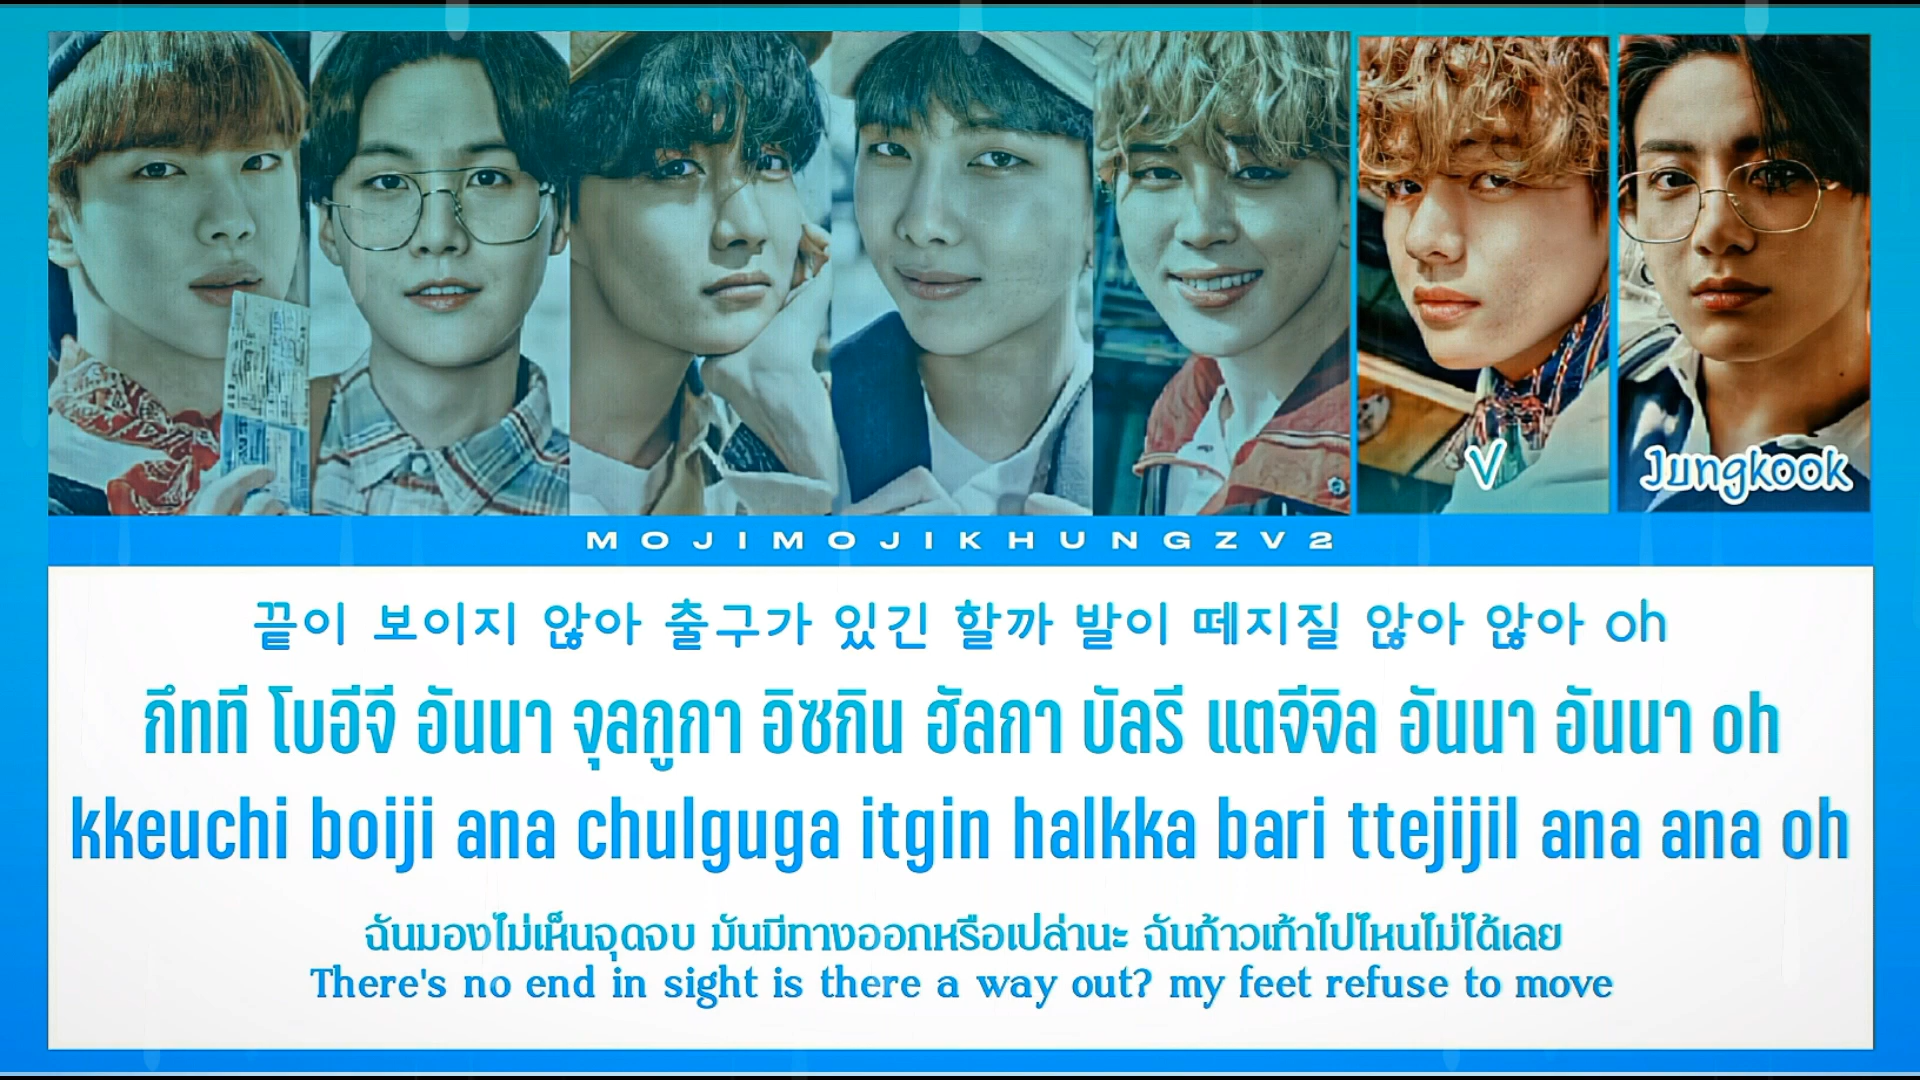 V
Jungkook
MOJIMOJIKHUNGZV2
끝이 보이지 않아 출구가 있긴 할까 발이 떼지질 않아 않아 oh
กึททึ โบอีจี อันนา จุลกูกา อิซกิน ฮัลกา บัลรี แตจีจิล อันนา อันนา oh
kkeuchi boiji ana chulguga itgin halkka bari ttejijil ana ana oh
ฉันมองไม่เห็นจุดจบ มันมีทางออกหรือเปล่านะ ฉันก้าวเท้าไปไหนไม่ได้เลย
There's no end in sight is there a way out? my feet refuse to move